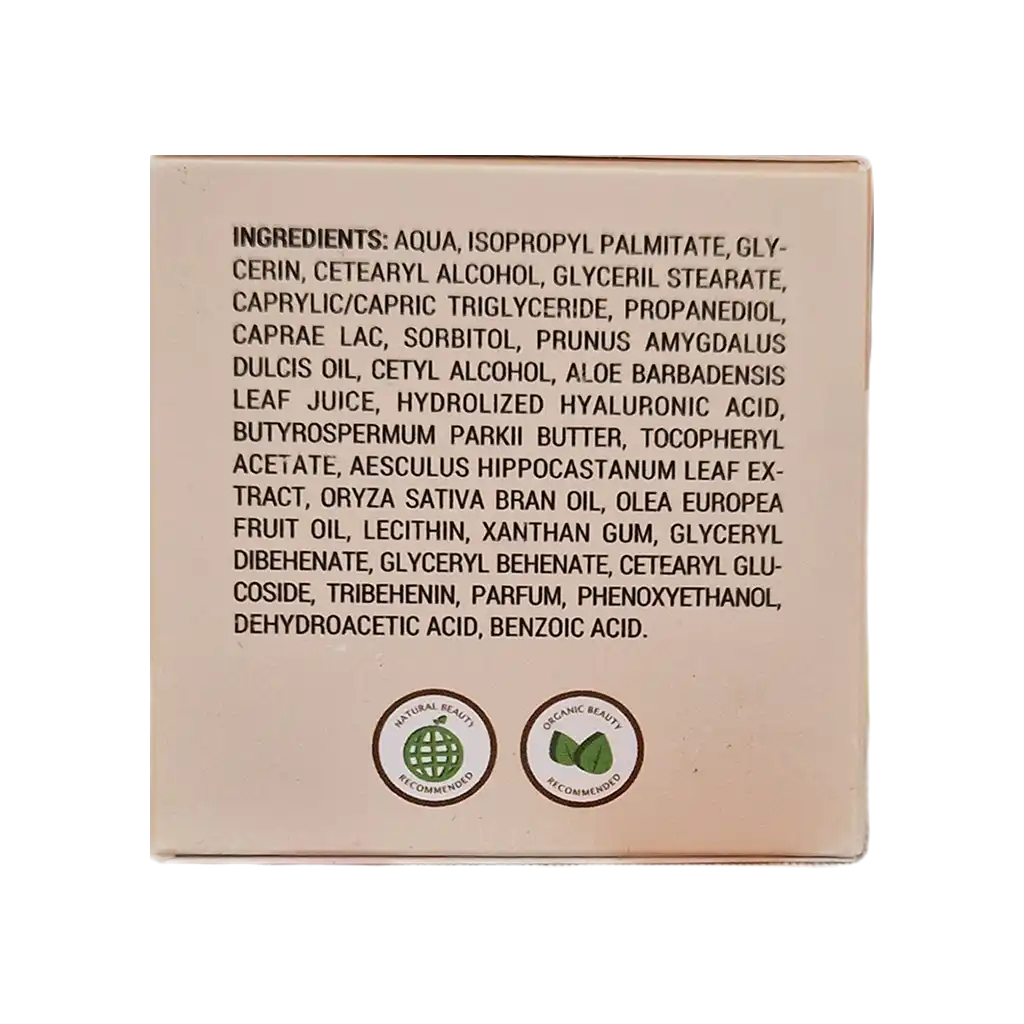 INGREDIENTS: AQUA, ISOPROPYL PALMITATE, GLY-
CERIN, CETEARYL ALCOHOL, GLYCERIL STEARATE,
CAPRYLIC/CAPRIC TRIGLYCERIDE, PROPANEDIOL,
CAPRAE LAC, SORBITOL, PRUNUS AMYGDALUS
DULCIS OIL, CETYL ALCOHOL, ALOE BARBADENSIS
LEAF JUICE, HYDROLIZED HYALURONIC ACID,
BUTYROSPERMUM PARKII BUTTER, TOCOPHERYL
ACETATE, AESCULUS HIPPOCASTANUM LEAF EX-
TRACT, ORYZA SATIVA BRAN OIL, OLEA EUROPEA
FRUIT OIL, LECITHIN, XANTHAN GUM, GLYCERYL
DIBEHENATE, GLYCERYL BEHENATE, CETEARYL GLU-
COSIDE, TRIBEHENIN, PARFUM, PHENOXYETHANOL,
DEHYDROACETIC ACID, BENZOIC ACID.
NATURAL BEAUTY
RECOMMENDED
ORGANIC BEAUTY
RECOMMENDED